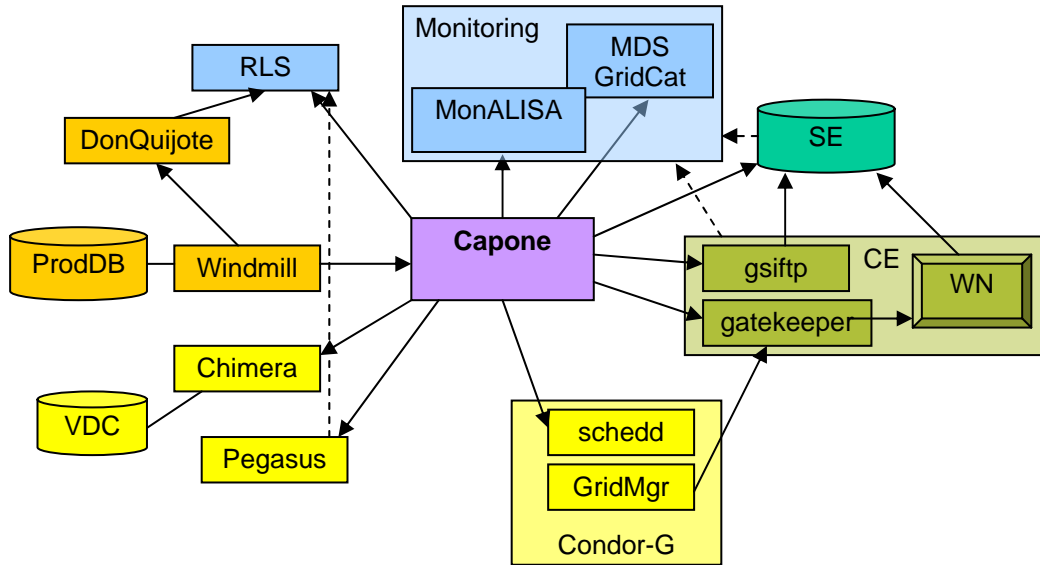 Monitoring
MDS
GridCat
RLS
MonALISA
SE
DonQuijote
Capone
CE
ProdDB
Windmill
gsiftp
WN
gatekeeper
Chimera
VDC
schedd
Pegasus
GridMgr
Condor-G